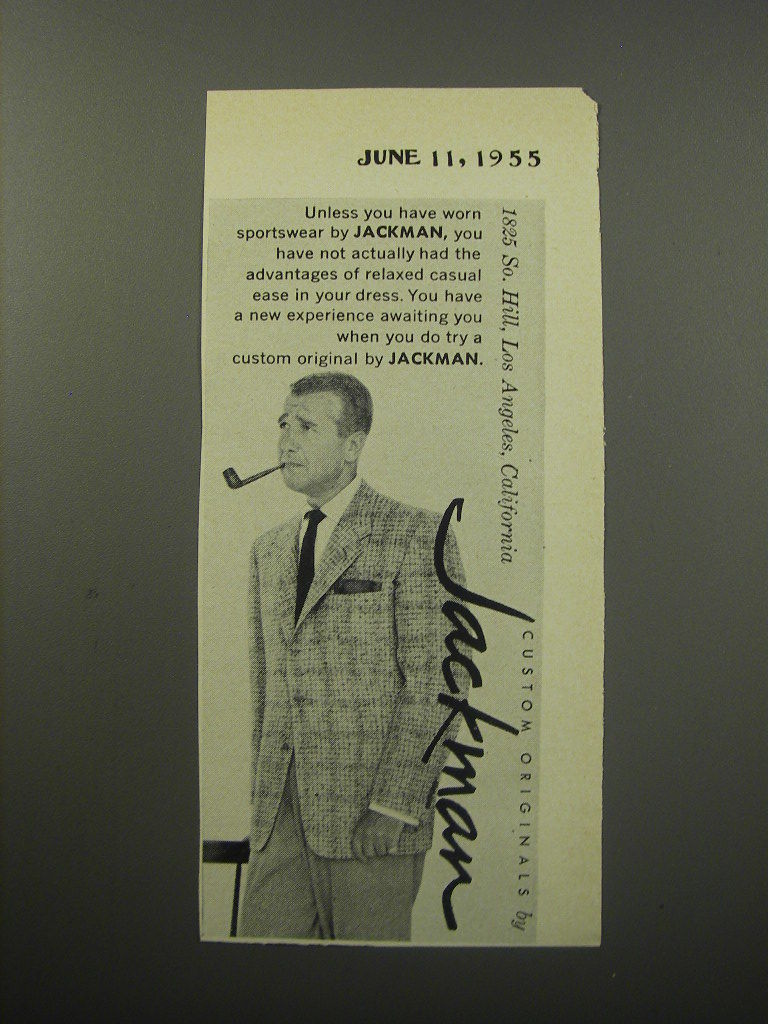 JUNE 11, 1955
Unless you have worn
sportswear by JACKMAN, you
have not actually had the
advantages of relaxed casual
ease in your dress. You have
a new experience awaiting you
when you do try a
custom original by JACKMAN.
1825 So. Hill, Los Angeles, California
CUSTOM ORIGINALS by
Jackman